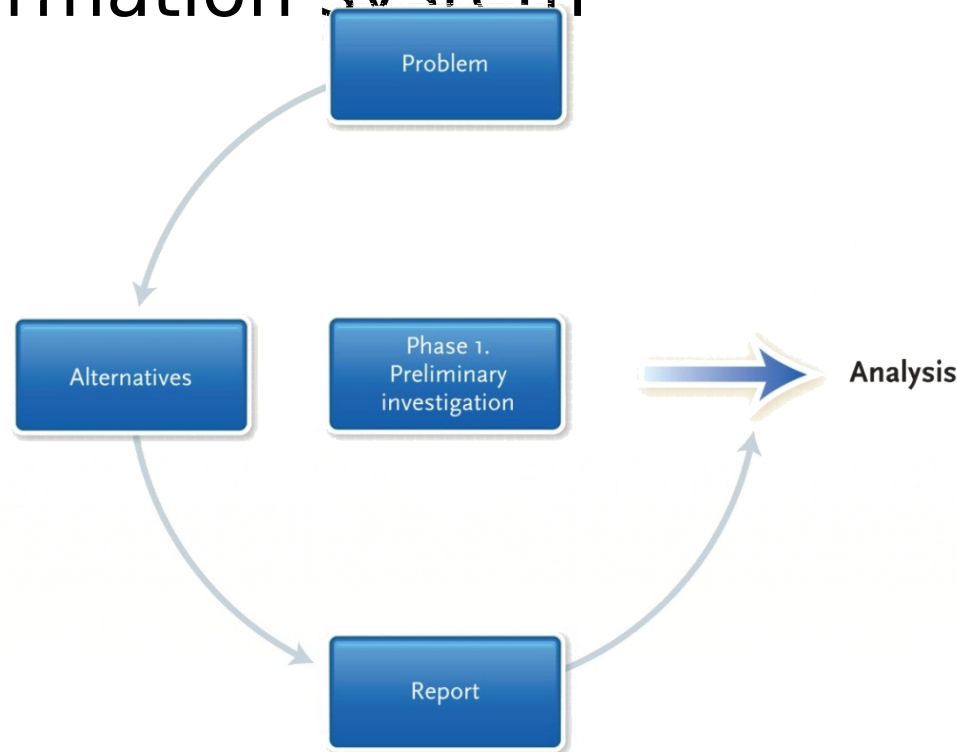 Problem
Alternatives
Phase 1.
Preliminary
investigation
Analysis
Report